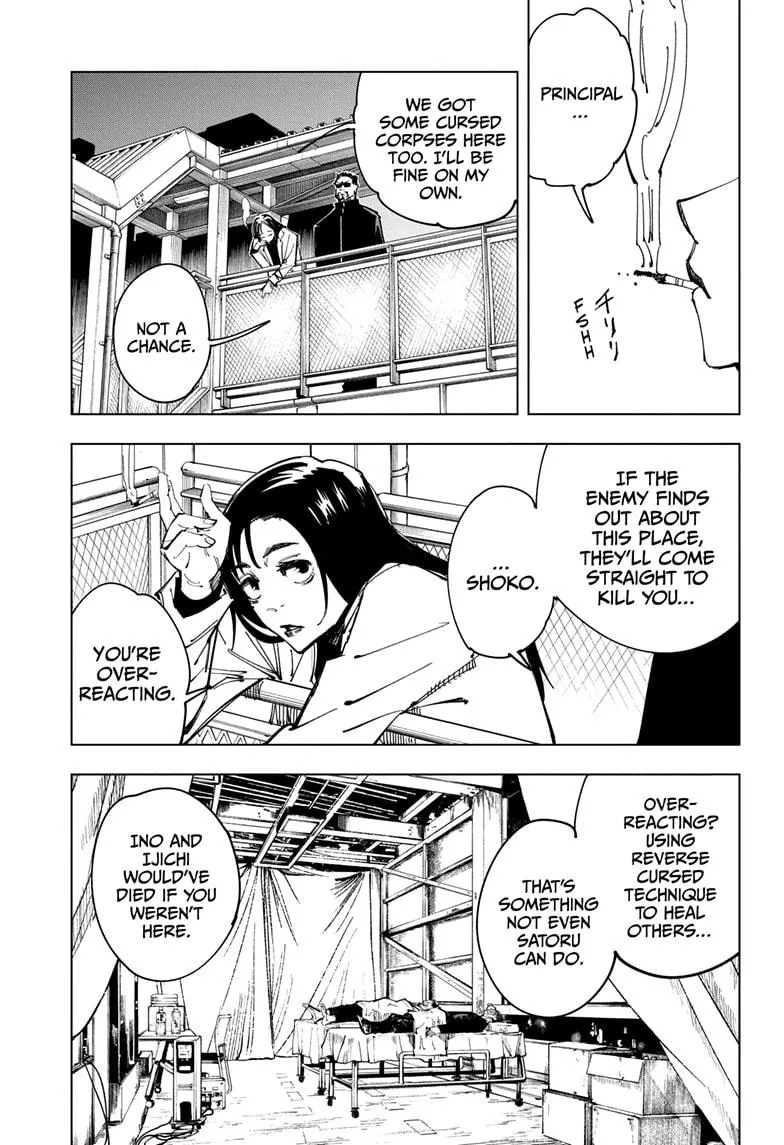 PRINCIPAL
...
チリリ
FSHH
WE GOT
SOME CURSED
CORPSES HERE
TOO. I'LL BE
FINE ON MY
OWN.
NOT A
CHANCE.
IF THE
ENEMY FINDS
OUT ABOUT
THIS PLACE,
THEY'LL COME
STRAIGHT TO
KILL YOU...
...
SHOKO.
YOU'RE
OVER-
REACTING.
OVER-
REACTING?
USING
REVERSE
CURSED
TECHNIQUE
TO HEAL
OTHERS...
THAT'S
SOMETHING
NOT EVEN
SATORU
CAN DO.
INO AND
IJICHI
WOULD'VE
DIED IF YOU
WEREN'T
HERE.